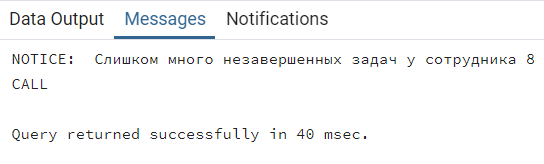 Data Output Messages Notifications
NOTICE:  Слишком много незавершенных задач у сотрудника 8
CALL
Query returned successfully in 40 msec.